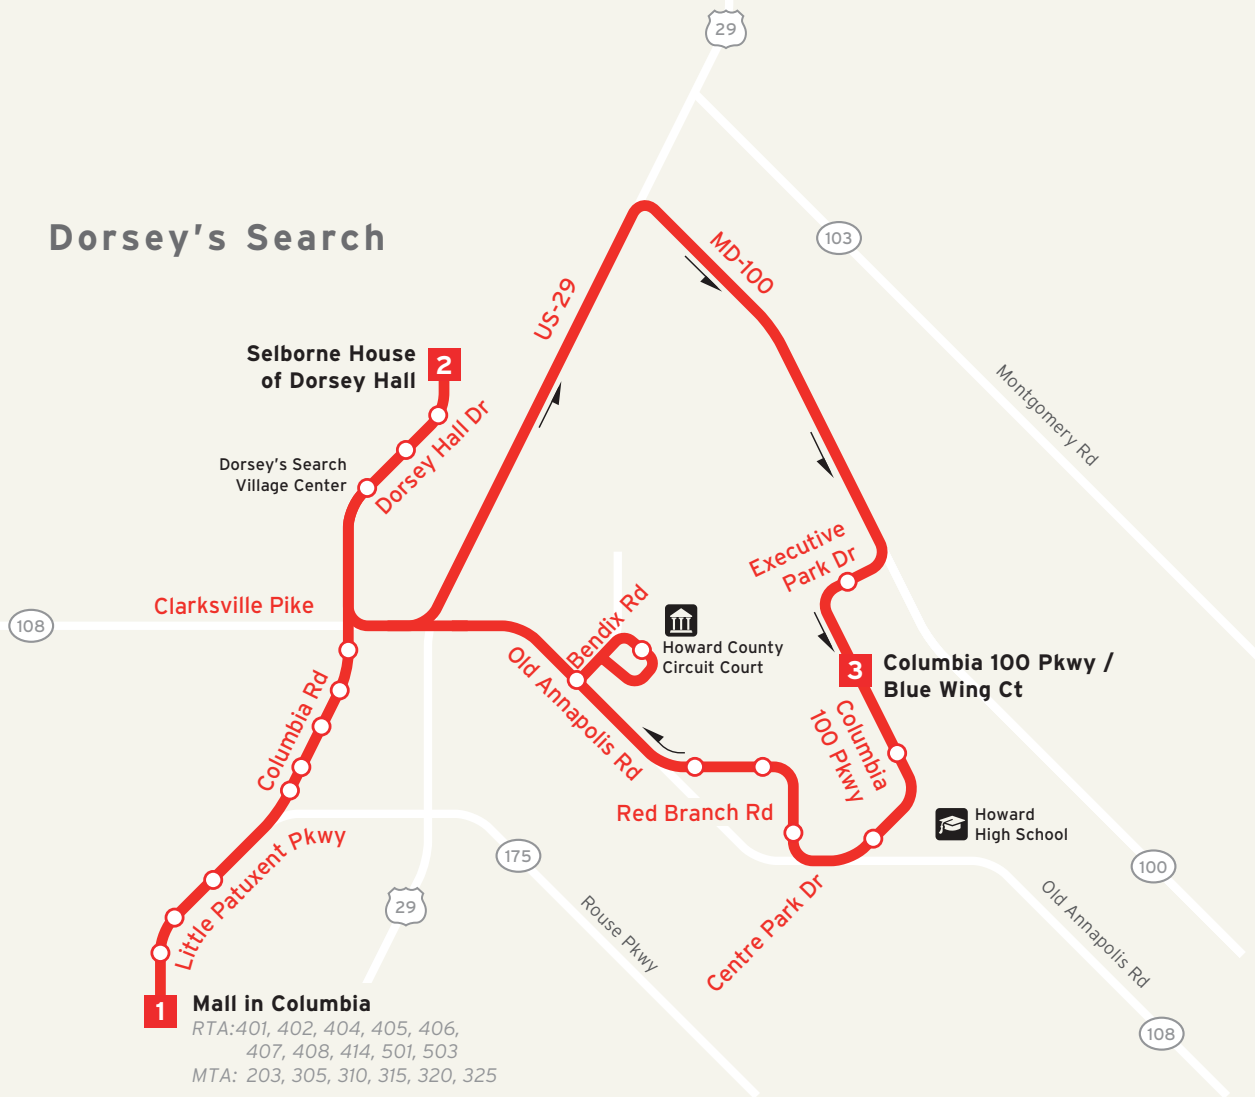 29
103
Dorsey's Search
MD-100
US-29
Selborne House
of Dorsey Hall
2
Dorsey Hall Dr
Dorsey's Search
Village Center
Montgomery Rd
Executive
Park Dr
Clarksville Pike
108
Bendix Rd
Howard County
Circuit Court
Old Annapolis Rd
3
Columbia 100 Pkwy /
Blue Wing Ct
Columbia
100 Pkwy
Columbia Rd
Red Branch Rd
Howard
High School
Little Patuxent Pkwy
175
100
29
Rouse Pkwy
Centre Park Dr
Old Annapolis Rd
108
1
Mall in Columbia
RTA:401, 402, 404, 405, 406,
407, 408, 414, 501, 503
MTA: 203, 305, 310, 315, 320, 325